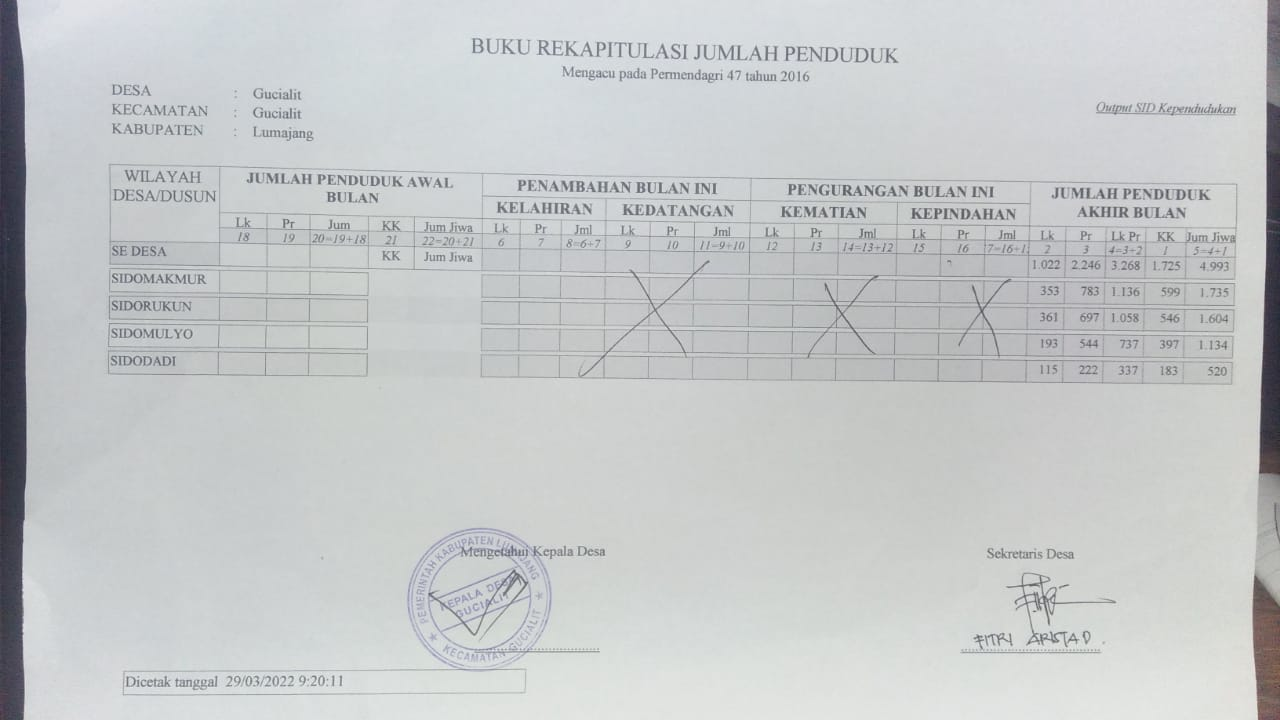 BUKU REKAPITULASI JUMLAH PENDUDUK
Mengacu pada Permendagri 47 tahun 2016
DESA : Gucialit
KECAMATAN : Gucialit
KABUPATEN : Lumajang
Output SID Kependudukan
WILAYAH DESA/DUSUN JUMLAH PENDUDUK AWAL BULAN PENAMBAHAN BULAN INI PENGURANGAN BULAN INI JUMLAH PENDUDUK AKHIR BULAN
KELAHIRAN KEDATANGAN KEMATIAN KEPINDAHAN
Lk Pr Jum KK Jum Jiwa Lk Pr Jml Lk Pr Jml Lk Pr Jml Lk Pr Jml Lk Pr Lk Pr KK Jum Jiwa
18 19 20=19+18 21 22=20+21 6 7 8=6+7 9 10 11=9+10 12 13 14=13+12 15 16 7=16+1 2 3 4=3+2 1 5=4+1
SE DESA KK Jum Jiwa 1.022 2.246 3.268 1.725 4.993
SIDOMAKMUR 353 783 1.136 599 1.735
SIDORUKUN 361 697 1.058 546 1.604
SIDOMULYO 193 544 737 397 1.134
SIDODADI 115 222 337 183 520
Mengetahui Kepala Desa
Sekretaris Desa
PEMERINTAH KABUPATEN LUMAJANG
KEPALA DESA
GUCIALIT
KECAMATAN GUCIALIT
FITRI ARISTAD.
Dicetak tanggal 29/03/2022 9:20:11